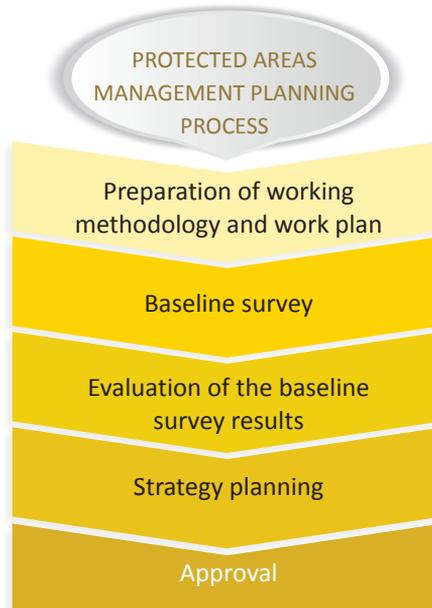 PROTECTED AREAS
MANAGEMENT PLANNING
PROCESS
Preparation of working
methodology and work plan
Baseline survey
Evaluation of the baseline
survey results
Strategy planning
Approval